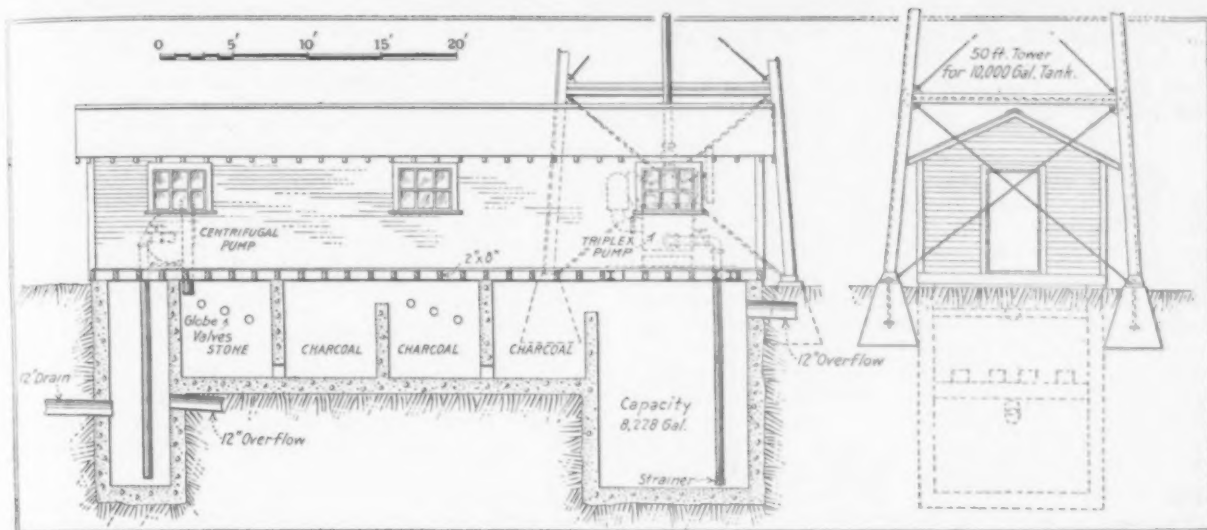 0 5' 10' 15' 20'
50 ft. Tower
for 10,000 Gal. Tank.
CENTRIFUGAL
PUMP
TRIPLEX
PUMP
2"x8"
Globe
Valves
STONE
CHARCOAL
CHARCOAL
CHARCOAL
12"Overflow
12"Drain
12"Overflow
Capacity
8,228 Gal.
Strainer